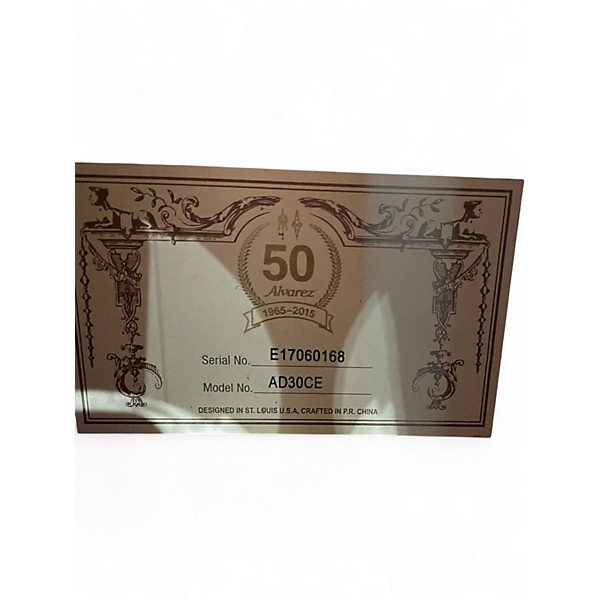 50
Alvarez
1965-2015
Serial No. E17060168
Model No. AD30CE
DESIGNED IN ST. LOUIS U.S.A, CRAFTED IN P.R. CHINA